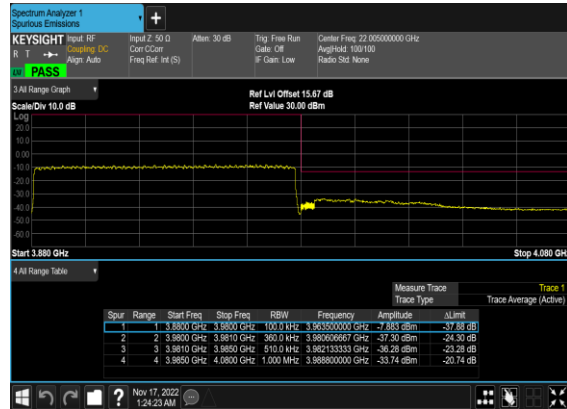 Spectrum Analyzer 1
Spurious Emissions
+
KEYSIGHT Input: RF Input Z: 50 Ω Atten: 30 dB Trig: Free Run Center Freq: 22.005000000 GHz
R T Coupling: DC Corr CCorr Gate: Off Avg|Hold: 100/100
Align: Auto Freq Ref: Int (S) IF Gain: Low Radio Std: None
PASS
3 All Range Graph
Ref Lvl Offset 15.67 dB
Scale/Div 10.0 dB Ref Value 30.00 dBm
Log
20.0
10.0
0.00
-10.0
-20.0
-30.0
-40.0
-50.0
-60.0
Start 3.880 GHz Stop 4.080 GHz
4 All Range Table
Measure Trace Trace 1
Trace Type Trace Average (Active)
Spur Range Start Freq Stop Freq RBW Frequency Amplitude ΔLimit
1 1 3.8800 GHz 3.9800 GHz 100.0 kHz 3.963500000 GHz -7.883 dBm -37.88 dB
2 2 3.9800 GHz 3.9810 GHz 360.0 kHz 3.980606667 GHz -37.30 dBm -24.30 dB
3 3 3.9810 GHz 3.9850 GHz 510.0 kHz 3.982133333 GHz -36.28 dBm -23.28 dB
4 4 3.9850 GHz 4.0800 GHz 1.000 MHz 3.988800000 GHz -33.74 dBm -20.74 dB
? Nov 17, 2022
1:24:23 AM